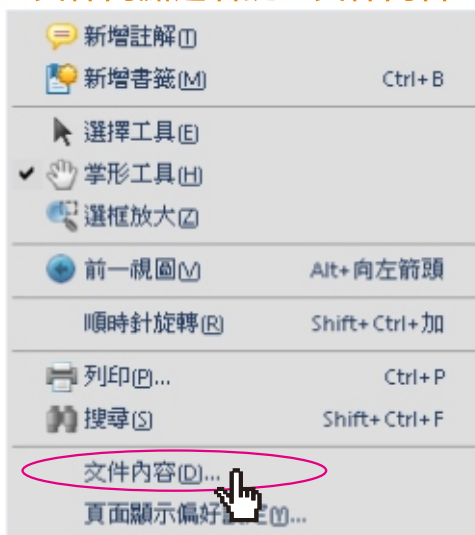 新增註解(T)
新增書籤(M) Ctrl+B
選擇工具(E)
掌形工具(H)
選框放大(Z)
前一視圖(V) Alt+向左箭頭
順時針旋轉(R) Shift+Ctrl+加
列印(P)... Ctrl+P
搜尋(S) Shift+Ctrl+F
文件內容(D)...
頁面顯示偏好定(Y)...